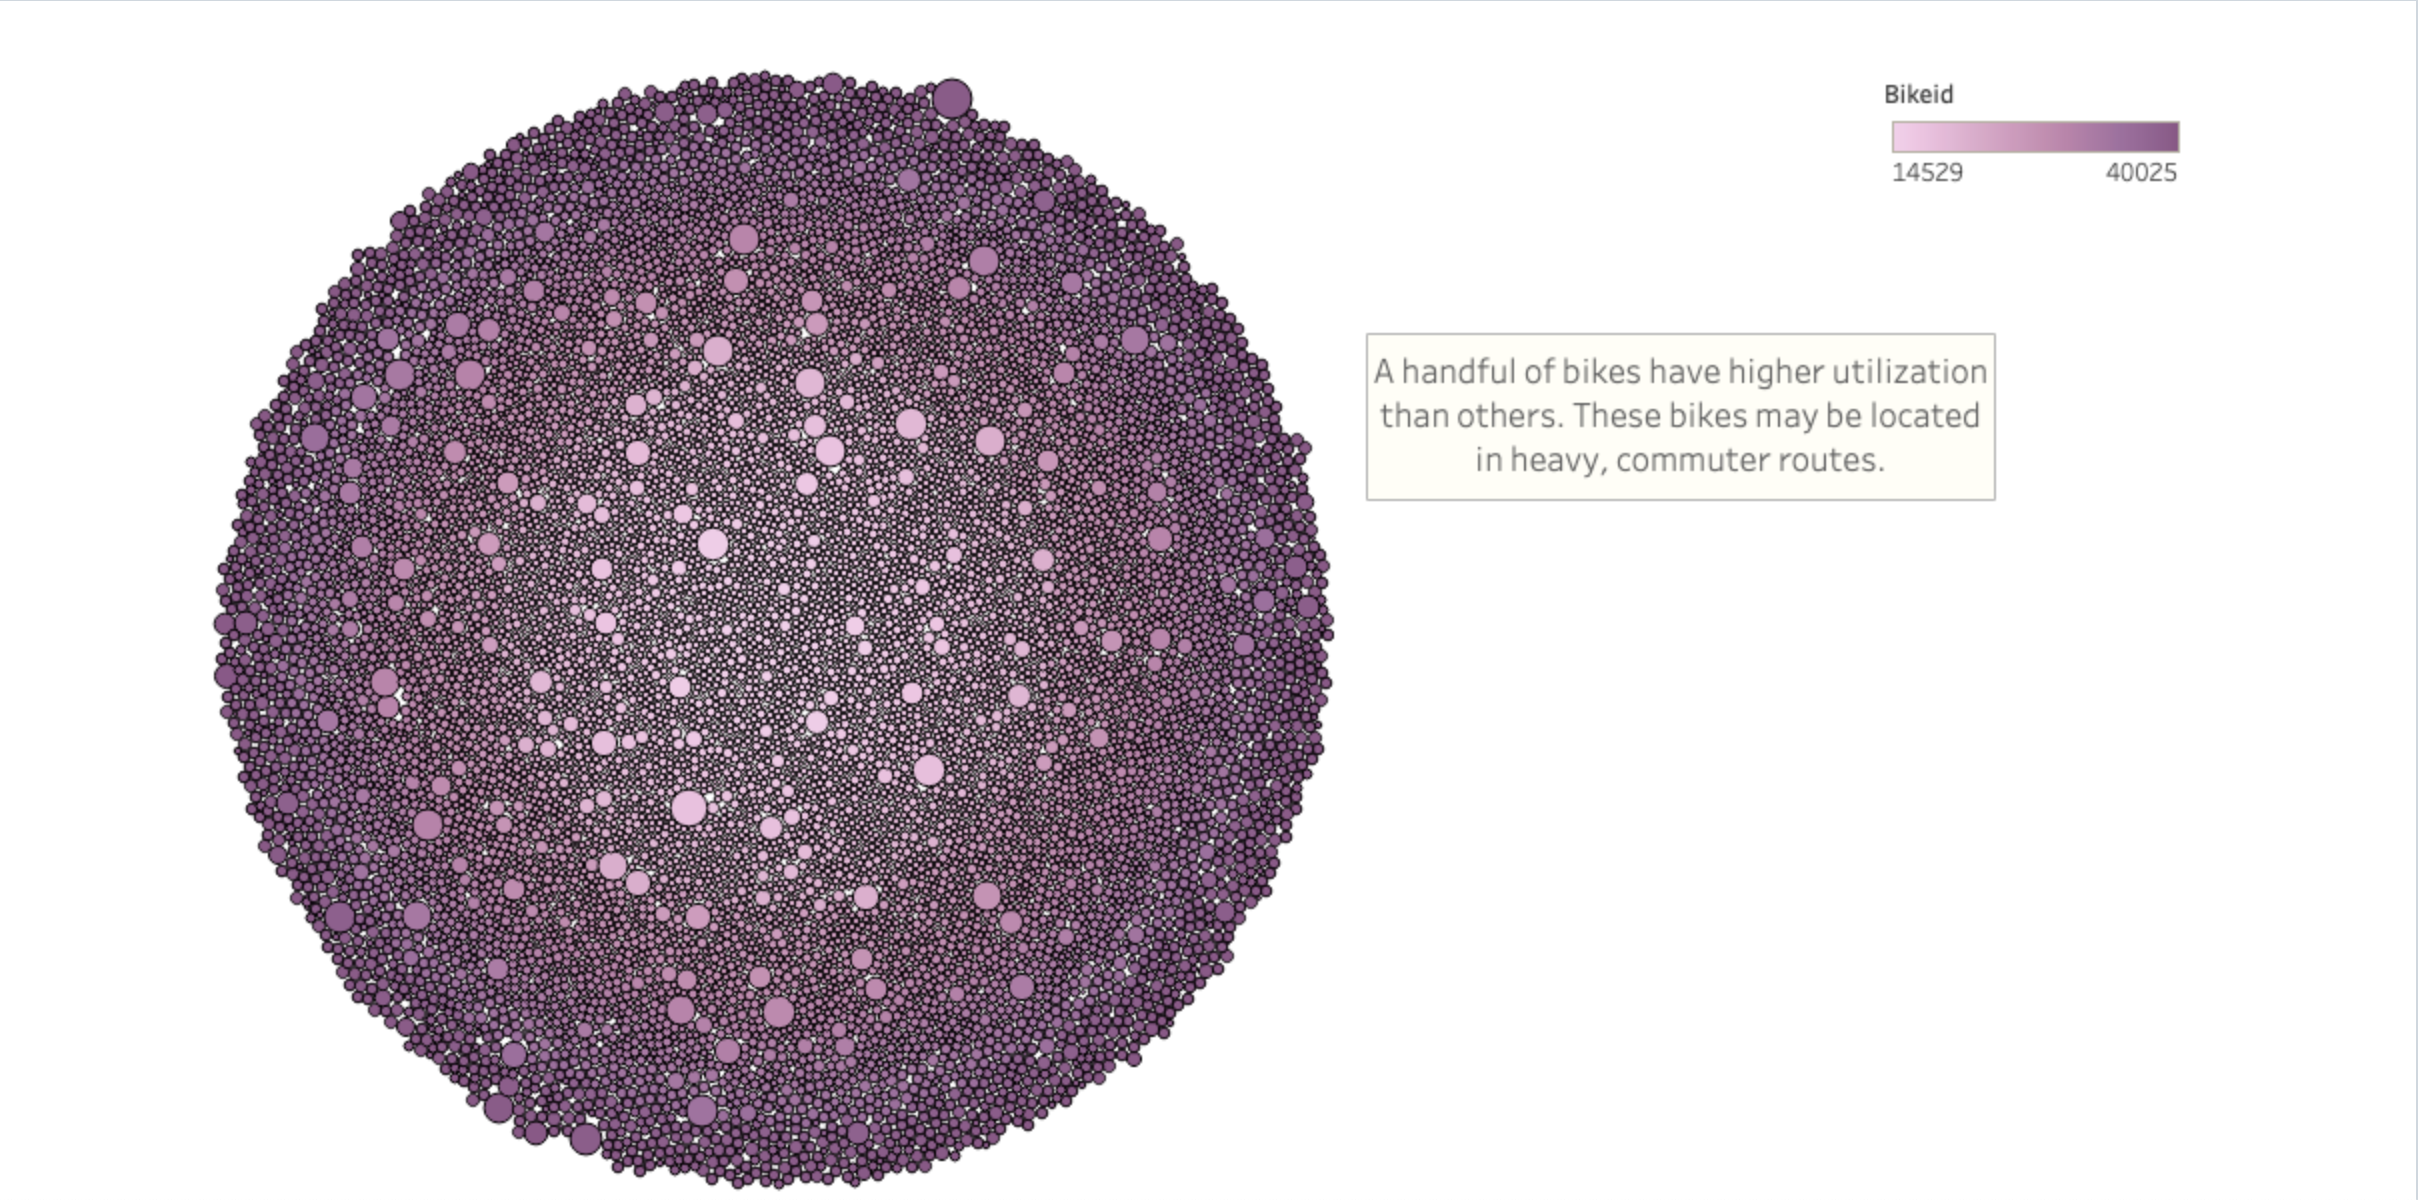 Bikeid
14529 40025
A handful of bikes have higher utilization
than others. These bikes may be located
in heavy, commuter routes.